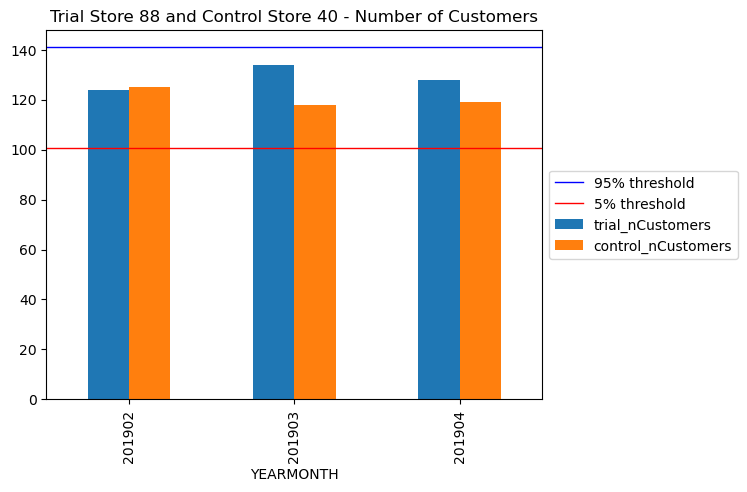 Trial Store 88 and Control Store 40 - Number of Customers
140
120
100
80
60
40
20
0
201902
201903
201904
YEARMONTH
95% threshold
5% threshold
trial_nCustomers
control_nCustomers